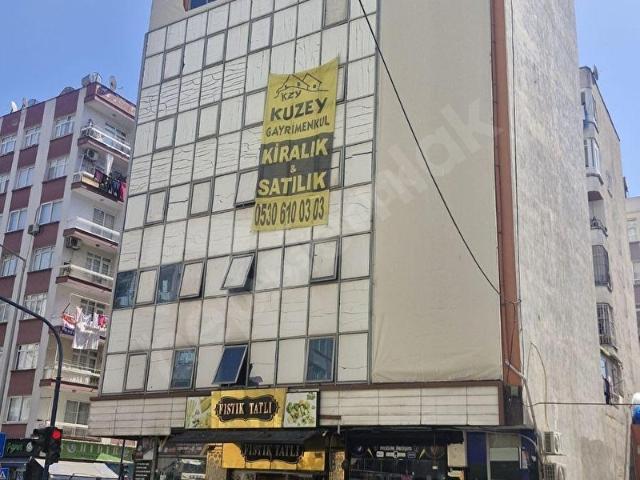 KZY
KUZEY
GAYRİMENKUL
KİRALIK
&
SATILIK
0530 610 03 03
FISTIK TATLI
FISTIK TATLI